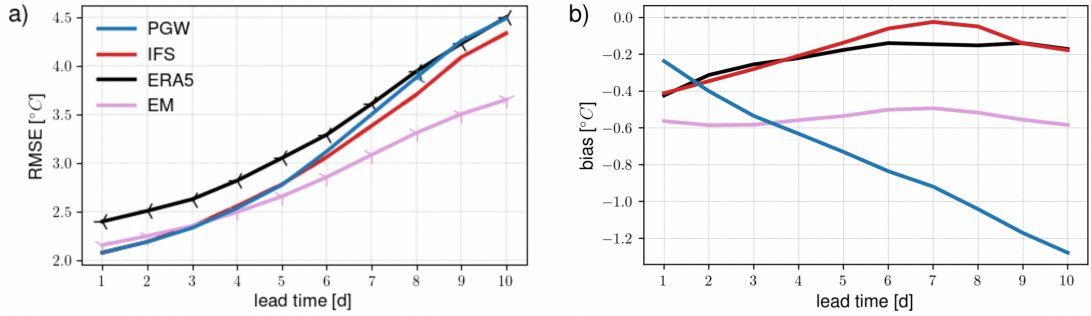 a)
RMSE [°C]
4.5
4.0
3.5
3.0
2.5
2.0
PGW
IFS
ERA5
EM
1 2 3 4 5 6 7 8 9 10
lead time [d]
b)
bias [°C]
0.0
−0.2
−0.4
−0.6
−0.8
−1.0
−1.2
1 2 3 4 5 6 7 8 9 10
lead time [d]